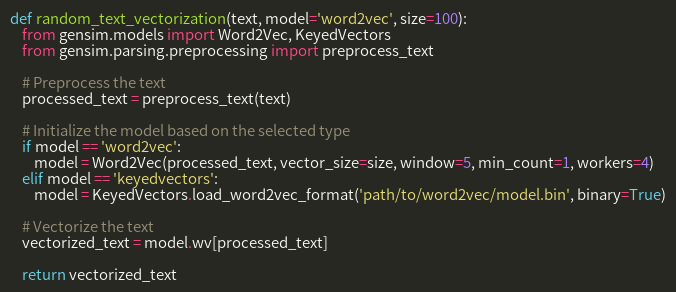 def random_text_vectorization(text, model='word2vec', size=100):
    from gensim.models import Word2Vec, KeyedVectors
    from gensim.parsing.preprocessing import preprocess_text

    # Preprocess the text
    processed_text = preprocess_text(text)

    # Initialize the model based on the selected type
    if model == 'word2vec':
        model = Word2Vec(processed_text, vector_size=size, window=5, min_count=1, workers=4)
    elif model == 'keyedvectors':
        model = KeyedVectors.load_word2vec_format('path/to/word2vec/model.bin', binary=True)

    # Vectorize the text
    vectorized_text = model.wv[processed_text]

    return vectorized_text